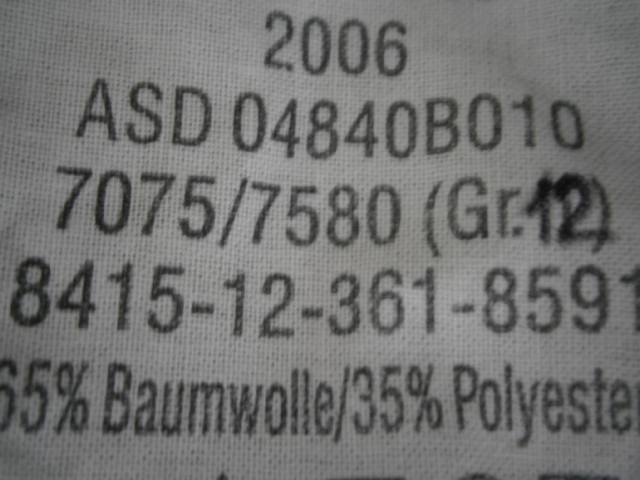 2006
ASD 04840B010
7075/7580 (Gr.12)
8415-12-361-8591
65% Baumwolle/35% Polyester